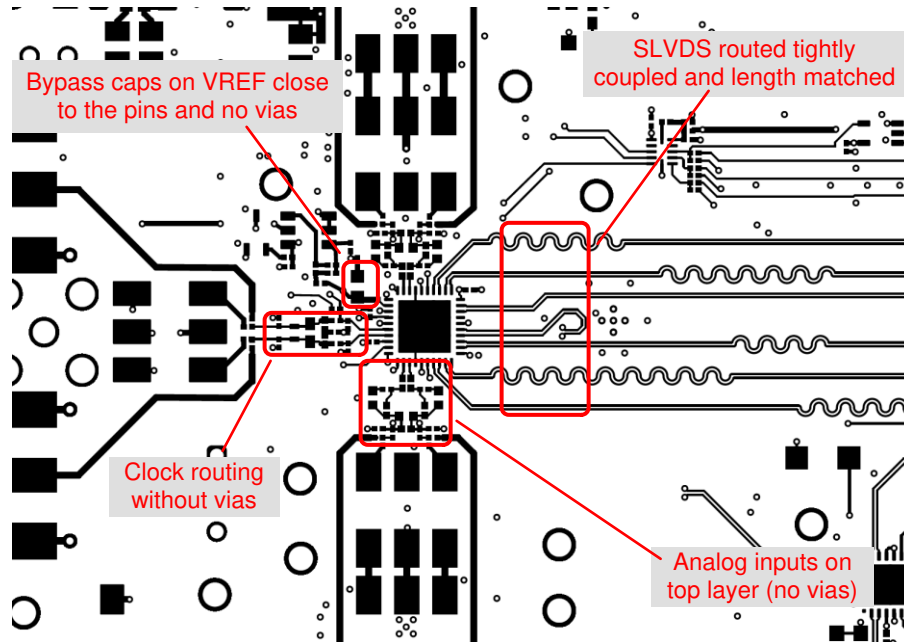 Bypass caps on VREF close
to the pins and no vias
SLVDS routed tightly
coupled and length matched
Clock routing
without vias
Analog inputs on
top layer (no vias)